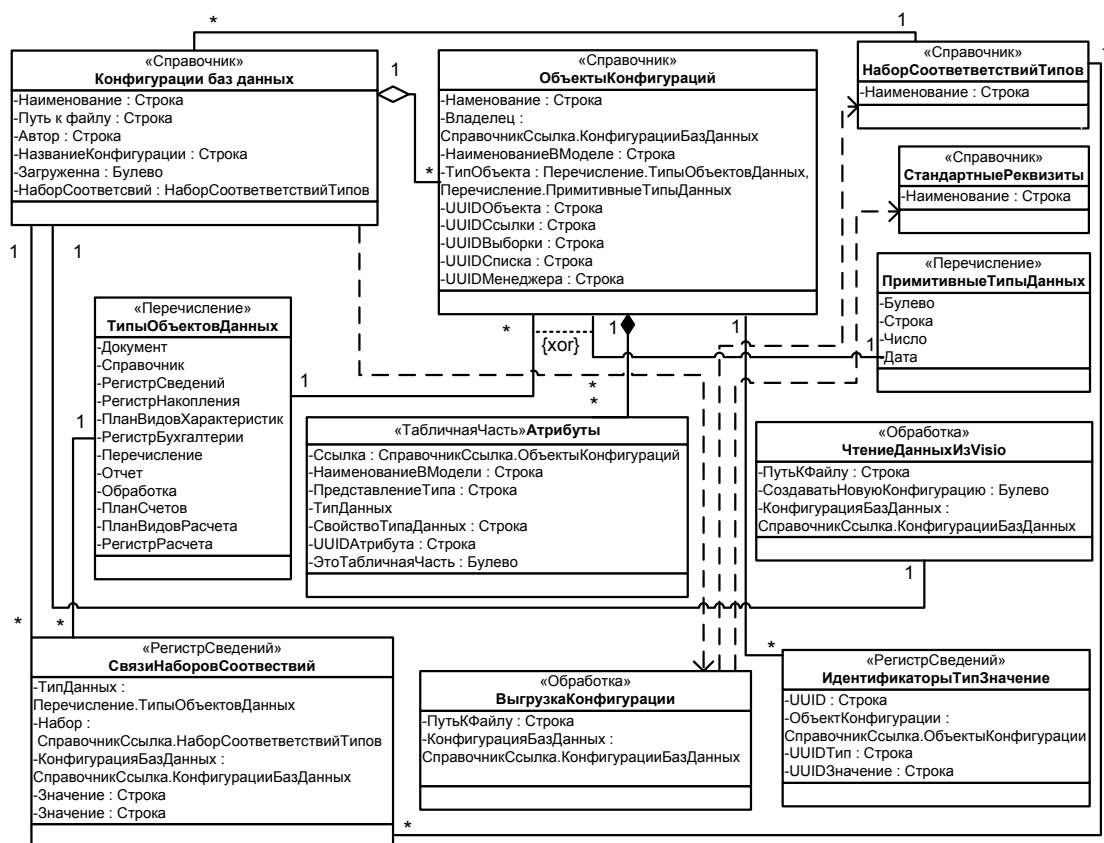 *
1
«Справочник»
Конфигурации баз данных
-Наименование : Строка
-Путь к файлу : Строка
-Автор : Строка
-НазваниеКонфигурации : Строка
-Загруженна : Булево
-НаборСоответсвий : НаборСоответветствийТипов
1
*
«Справочник»
ОбъектыКонфигураций
-Наменование : Строка
-Владелец :
СправочникСсылка.КонфигурацииБазДанных
-НаименованиеВМоделе : Строка
-ТипОбъекта : Перечисление.ТипыОбъектовДанных,
Перечисление.ПримитивныеТипыДанных
-UUIDОбъекта : Строка
-UUIDСсылки : Строка
-UUIDВыборки : Строка
-UUIDСписка : Строка
-UUIDМенеджера : Строка
«Справочник»
НаборСоответветствийТипов
-Наименование : Строка
1
«Справочник»
СтандартныеРеквизиты
-Наименование : Строка
«Перечисление»
ПримитивныеТипыДанных
-Булево
-Строка
-Число
-Дата
1
1
1
«Перечисление»
ТипыОбъектовДанных
-Документ
-Справочник
-РегистрСведений
-РегистрНакопления
-ПланВидовХарактеристик
-РегистрБухгалтерии
-Перечисление
-Отчет
-Обработка
-ПланСчетов
-ПланВидовРасчета
-РегистрРасчета
1
1
*
{xor}
1
1
*
*
«ТабличнаяЧасть»Атрибуты
-Ссылка : СправочникСсылка.ОбъектыКонфигураций
-НаименованиеВМодели : Строка
-ПредставлениеТипа : Строка
-ТипДанных
-СвойствоТипаДанных : Строка
-UUIDАтрибута : Строка
-ЭтоТабличнаяЧасть : Булево
«Обработка»
ЧтениеДанныхИзVisio
-ПутьКФайлу : Строка
-СоздаватьНовуюКонфигурацию : Булево
-КонфигурацияБазДанных :
СправочникСсылка.КонфигурацииБазДанных
1
*
*
«РегистрСведений»
СвязиНаборовСоотвествий
-ТипДанных :
Перечисление.ТипыОбъектовДанных
-Набор :
СправочникСсылка.НаборСоответветствийТипов
-КонфигурацияБазДанных :
СправочникСсылка.КонфигурацииБазДанных
-Значение : Строка
-Значение : Строка
*
«Обработка»
ВыгрузкаКонфигурации
-ПутьКФайлу : Строка
-КонфигурацияБазДанных :
СправочникСсылка.КонфигурацииБазДанных
*
«РегистрСведений»
ИдентификаторыТипЗначение
-UUID : Строка
-ОбъектКонфигурации :
СправочникСсылка.ОбъектыКонфигурации
-UUIDТип : Строка
-UUIDЗначение : Строка